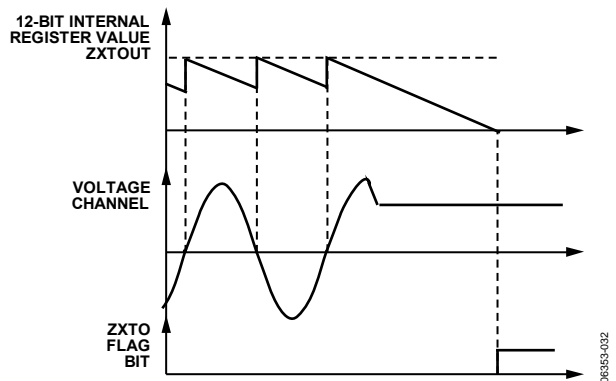 12-BIT INTERNAL
REGISTER VALUE
ZXTOUT
VOLTAGE
CHANNEL
ZXTO
FLAG
BIT
06353-032